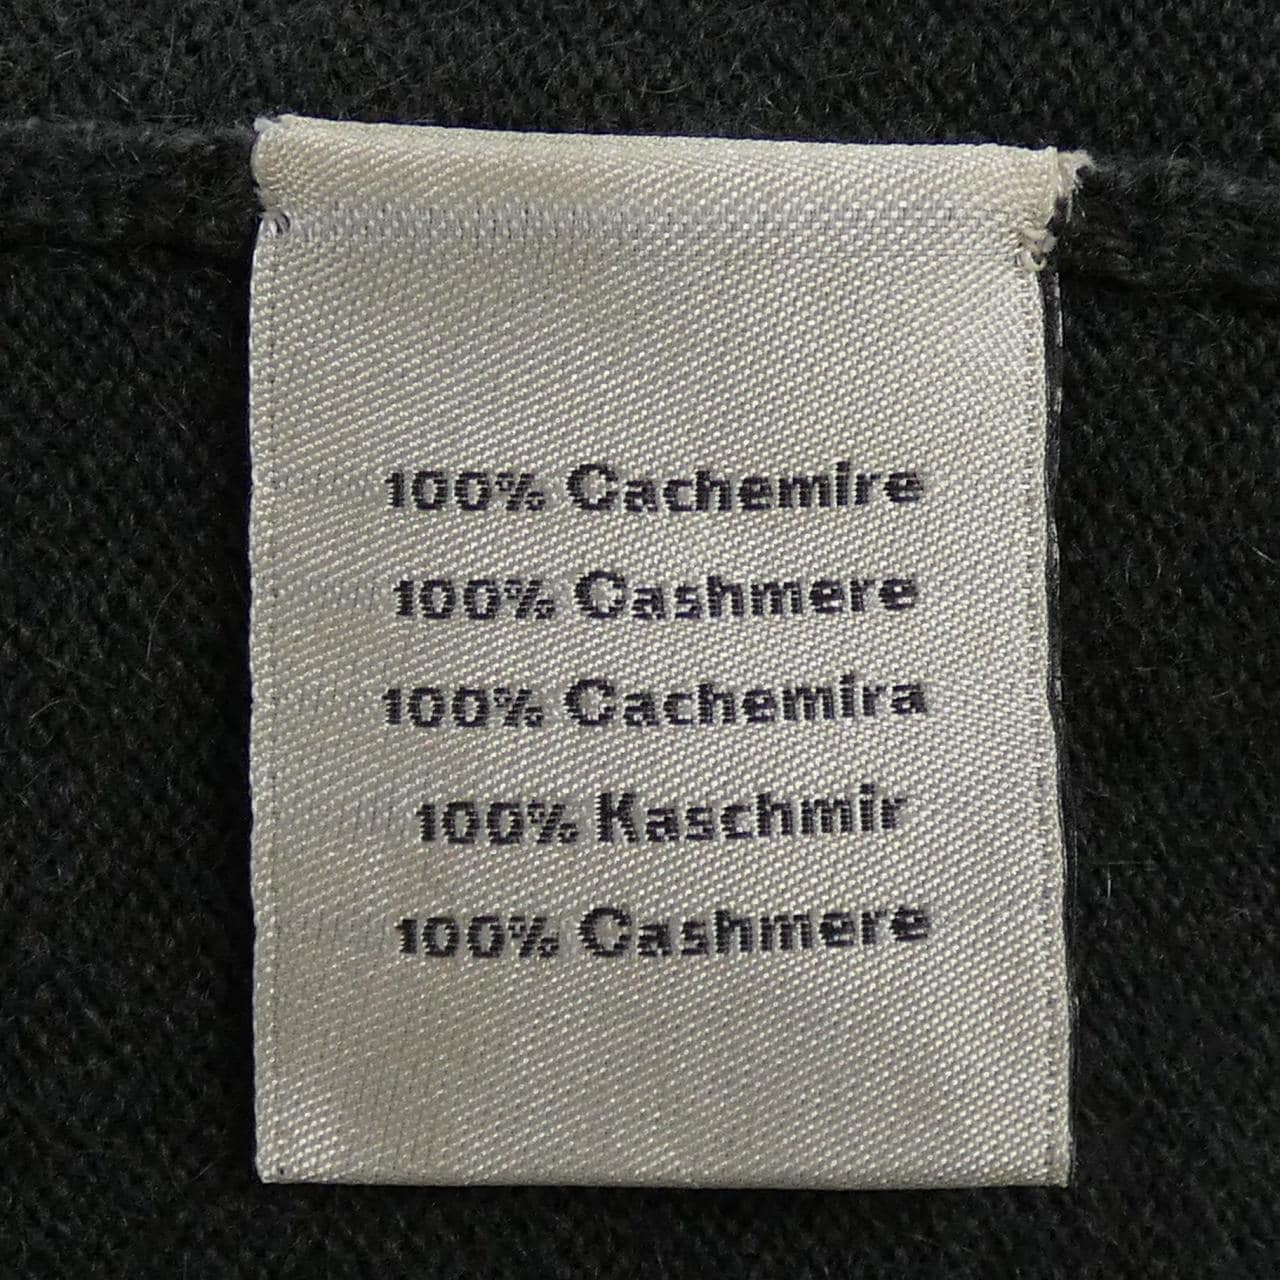 100% Cachemire
100% Cashmere
100% Cachemira
100% Kaschmir
100% Cashmere